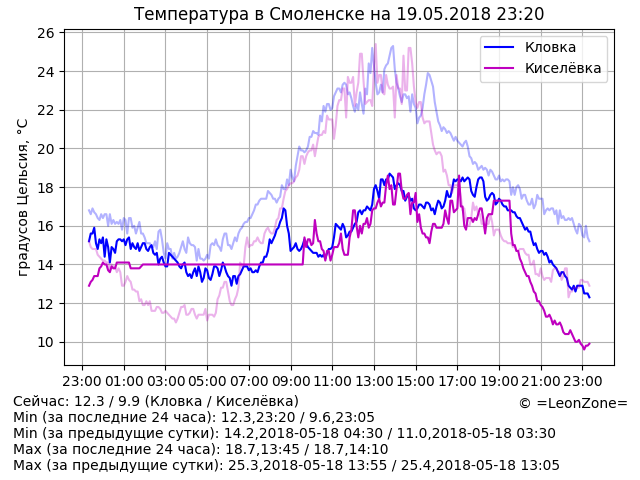 Температура в Смоленске на 19.05.2018 23:20
26
24
22
20
18
16
14
12
10
градусов Цельсия, °C
Кловка
Киселёвка
23:00 01:00 03:00 05:00 07:00 09:00 11:00 13:00 15:00 17:00 19:00 21:00 23:00
Сейчас: 12.3 / 9.9 (Кловка / Киселёвка)
© =LeonZone=
Min (за последние 24 часа): 12.3,23:20 / 9.6,23:05
Min (за предыдущие сутки): 14.2,2018-05-18 04:30 / 11.0,2018-05-18 03:30
Max (за последние 24 часа): 18.7,13:45 / 18.7,14:10
Max (за предыдущие сутки): 25.3,2018-05-18 13:55 / 25.4,2018-05-18 13:05